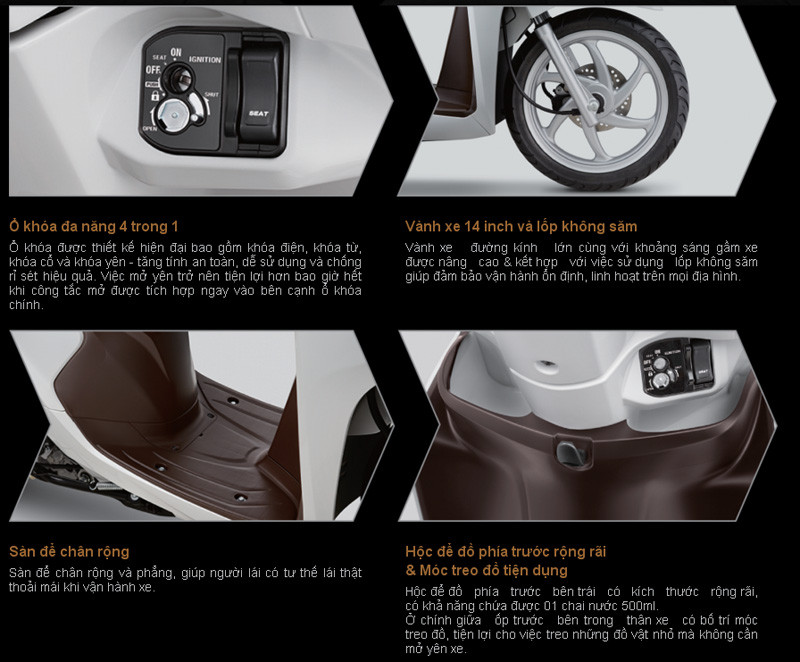 SEAT ON IGNITION
OFF
PUSH
SHUT
OPEN
SEAT
Ổ khóa đa năng 4 trong 1
Ổ khóa được thiết kế hiện đại bao gồm khóa điện, khóa từ,
khóa cổ và khóa yên - tăng tính an toàn, dễ sử dụng và chống
rỉ sét hiệu quả. Việc mở yên trở nên tiện lợi hơn bao giờ hết
khi công tắc mở được tích hợp ngay vào bên cạnh ổ khóa
chính.
Vành xe 14 inch và lốp không săm
Vành xe đường kính lớn cùng với khoảng sáng gầm xe
được nâng cao & kết hợp với việc sử dụng lốp không săm
giúp đảm bảo vận hành ổn định, linh hoạt trên mọi địa hình.
ON IGNITION
SEAT
Sàn để chân rộng
Sàn để chân rộng và phẳng, giúp người lái có tư thế lái thật
thoải mái khi vận hành xe.
Hộc để đồ phía trước rộng rãi
& Móc treo đồ tiện dụng
Hộc để đồ phía trước bên trái có kích thước rộng rãi,
có khả năng chứa được 01 chai nước 500ml.
Ở chính giữa ốp trước bên trong thân xe có bố trí móc
treo đồ, tiện lợi cho việc treo những đồ vật nhỏ mà không cần
mở yên xe.